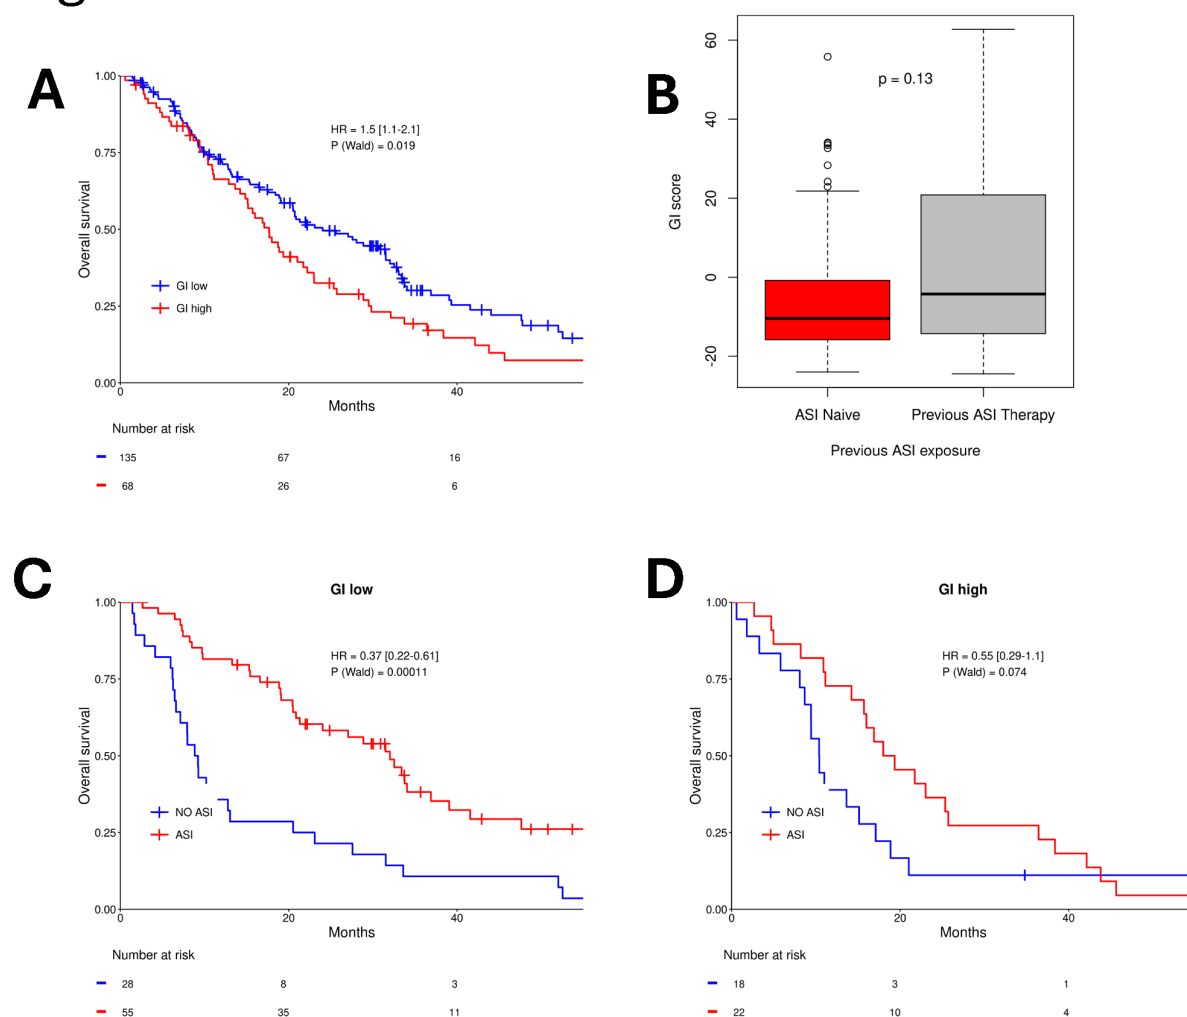 A
1.00
0.75
0.50
0.25
0.00
Overall survival
HR = 1.5 [1.1-2.1]
P (Wald) = 0.019
GI low
GI high
0
20
40
Months
Number at risk
135 67 16
68 26 6
B
60
40
20
0
-20
GI score
p = 0.13
ASI Naive
Previous ASI Therapy
Previous ASI exposure
C
GI low
1.00
0.75
0.50
0.25
0.00
Overall survival
HR = 0.37 [0.22-0.61]
P (Wald) = 0.00011
NO ASI
ASI
0
20
40
Months
Number at risk
28 8 3
55 35 11
D
GI high
1.00
0.75
0.50
0.25
0.00
Overall survival
HR = 0.55 [0.29-1.1]
P (Wald) = 0.074
NO ASI
ASI
0
20
40
Months
Number at risk
18 3 1
22 10 4